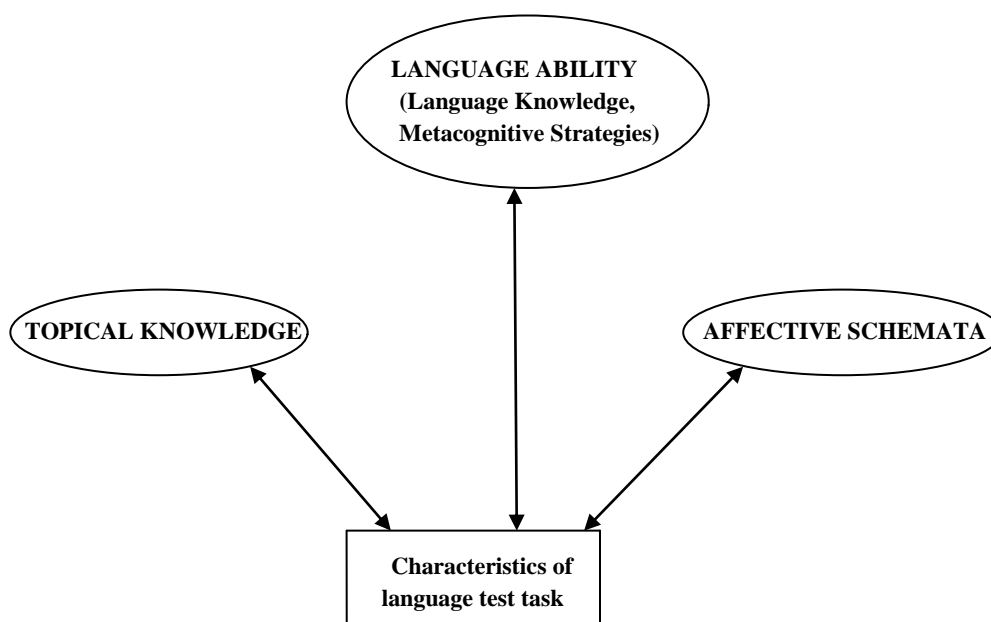 LANGUAGE ABILITY
(Language Knowledge,
Metacognitive Strategies)
TOPICAL KNOWLEDGE
AFFECTIVE SCHEMATA
Characteristics of
language test task